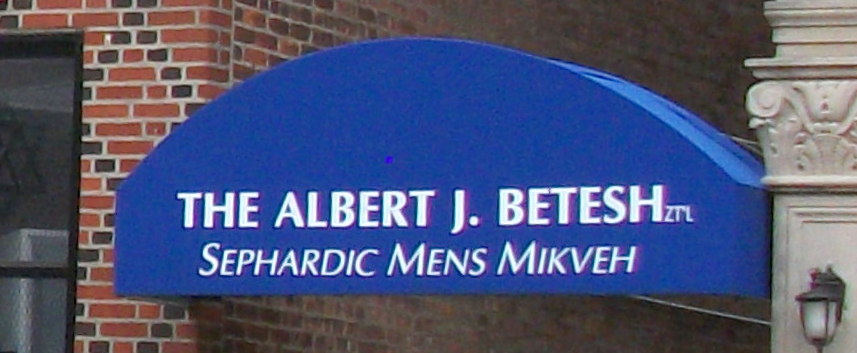 THE ALBERT J. BETESH ZT"L
SEPHARDIC MENS MIKVEH